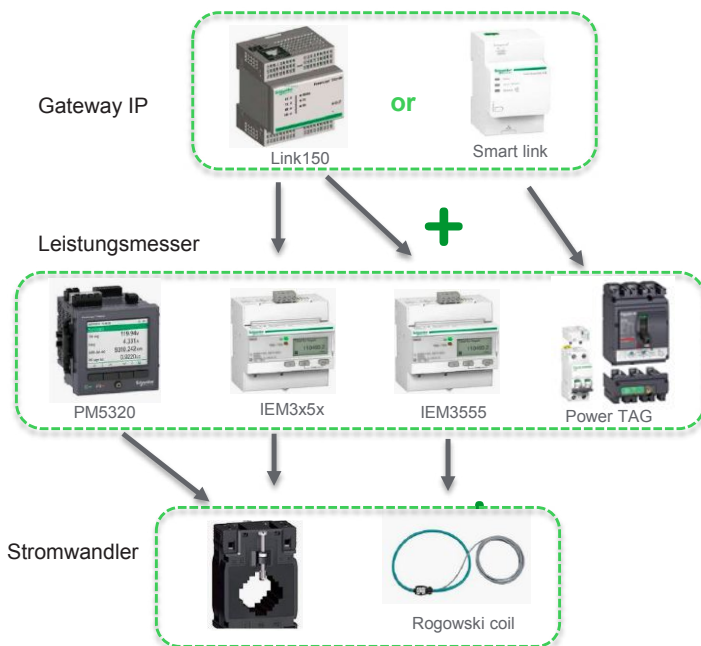 Gateway IP
or
Link150
Smart link
Leistungsmesser
PM5320
IEM3x5x
IEM3555
Power TAG
Stromwandler
Rogowski coil